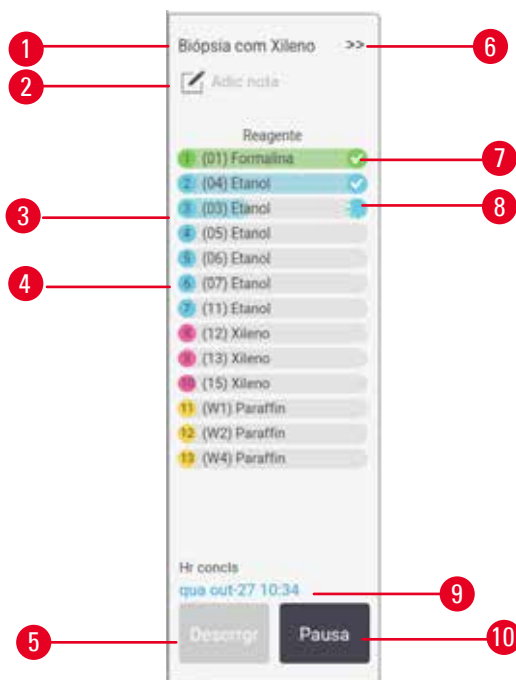 1 Biópsia com Xileno >> 6
2 Adic nota
Reagente
1 (01) Formalina 7
2 (04) Etanol
3 3 (03) Etanol 8
4 (05) Etanol
5 (06) Etanol
4 6 (07) Etanol
7 (11) Etanol
8 (12) Xileno
9 (13) Xileno
10 (15) Xileno
11 (W1) Paraffin
12 (W2) Paraffin
13 (W4) Paraffin
Hr concls
qua out-27 10:34 9
5 Descrrgr Pausa 10